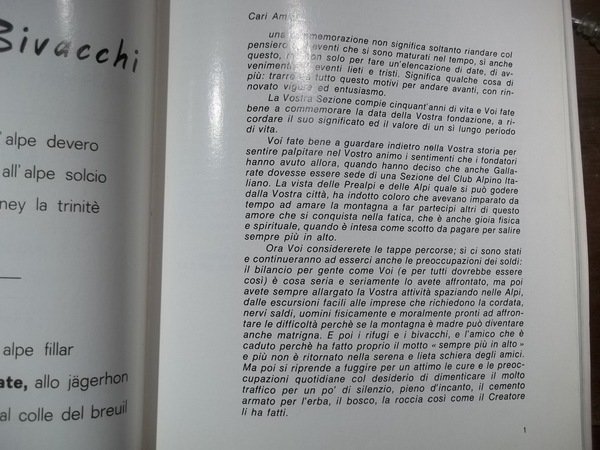 Bivacchi
alpe devero
all'alpe solcio
ney la trinitè
alpe fillar
ate, allo jägerhon
al colle del breuil
Cari Ami
una commemorazione non significa soltanto riandare col
pensiero eventi che si sono maturati nel tempo, si anche
questo, non solo per fare un'elencazione di date, di av-
venimenti, eventi lieti e tristi. Significa qualche cosa di
più: trarre da tutto questo motivi per andare avanti, con rin-
novato vigore ed entusiasmo.
La Vostra Sezione compie cinquant'anni di vita e Voi fate
bene a commemorare la data della Vostra fondazione, a ri-
cordare il suo significato ed il valore di un sì lungo periodo
di vita.
Voi fate bene a guardare indietro nella Vostra storia per
sentire palpitare nel Vostro animo i sentimenti che i fondatori
hanno avuto allora, quando hanno deciso che anche Galla-
rate dovesse essere sede di una Sezione del Club Alpino Ita-
liano. La vista delle Prealpi e delle Alpi quale si può godere
dalla Vostra città, ha indotto coloro che avevano imparato da
tempo ad amare la montagna a far partecipi altri di questo
amore che si conquista nella fatica, che è anche gioia fisica
e spirituale, quando è intesa come scotto da pagare per salire
sempre più in alto.
Ora Voi considererete le tappe percorse; sì ci sono stati
e continueranno ad esserci anche le preoccupazioni dei soldi:
il bilancio per gente come Voi (e per tutti dovrebbe essere
così) è cosa seria e seriamente lo avete affrontato, ma poi
avete sempre allargato la Vostra attività spaziando nelle Alpi,
dalle escursioni facili alle imprese che richiedono la cordata,
nervi saldi, uomini fisicamente e moralmente pronti ad affron-
tare le difficoltà perchè se la montagna è madre può diventare
anche matrigna. E poi i rifugi e i bivacchi, e l'amico che è
caduto perchè ha fatto proprio il motto « sempre più in alto »
e più non è ritornato nella serena e lieta schiera degli amici.
Ma poi si riprende a fuggire per un attimo le cure e le preoc-
cupazioni quotidiane col desiderio di dimenticare il molto
traffico per un po' di silenzio, pieno d'incanto, il cemento
armato per l'erba, il bosco, la roccia così come il Creatore
li ha fatti.
1